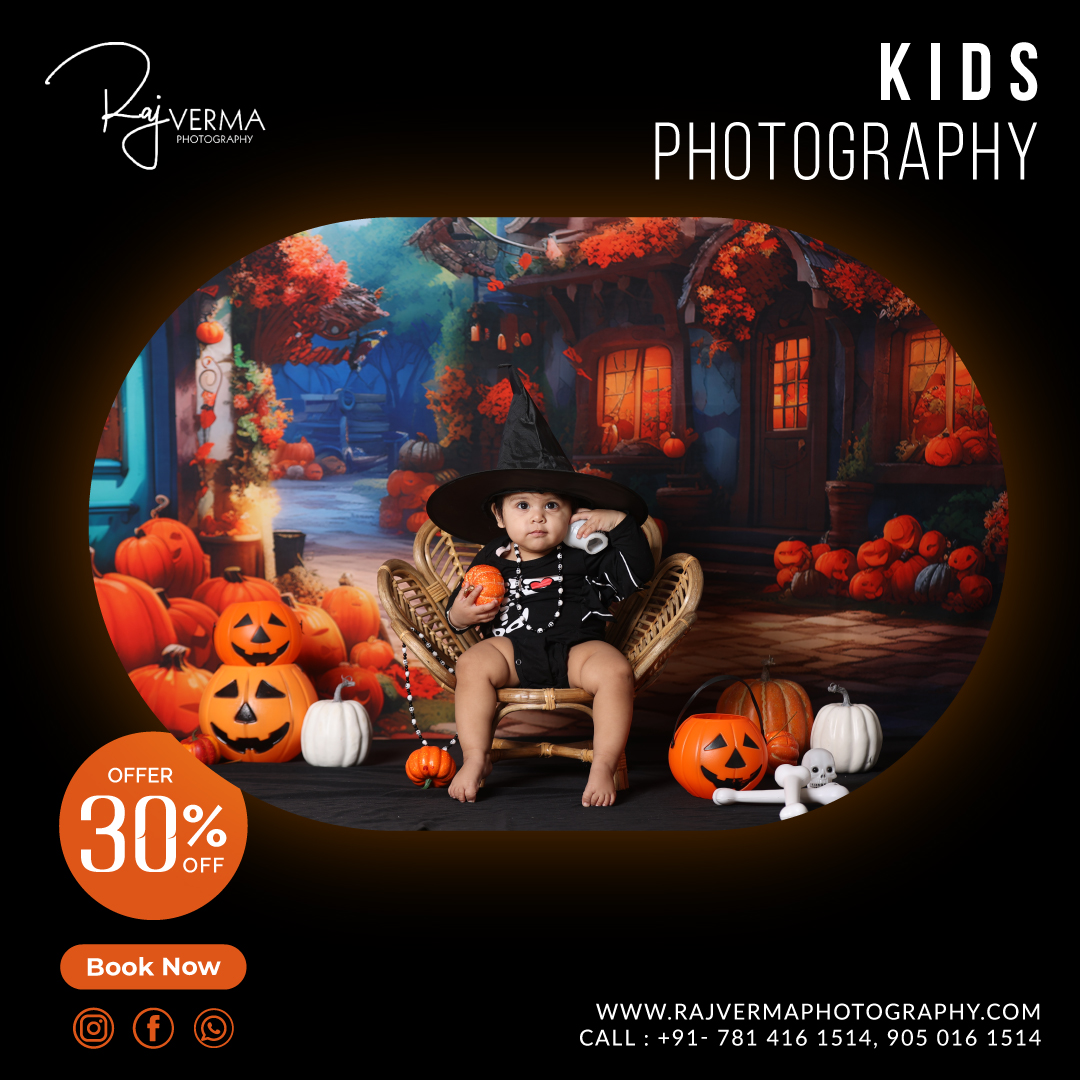 Raj VERMA
PHOTOGRAPHY
KIDS
PHOTOGRAPHY
OFFER
30%
OFF
Book Now
WWW.RAJVERMAPHOTOGRAPHY.COM
CALL : +91- 781 416 1514, 905 016 1514